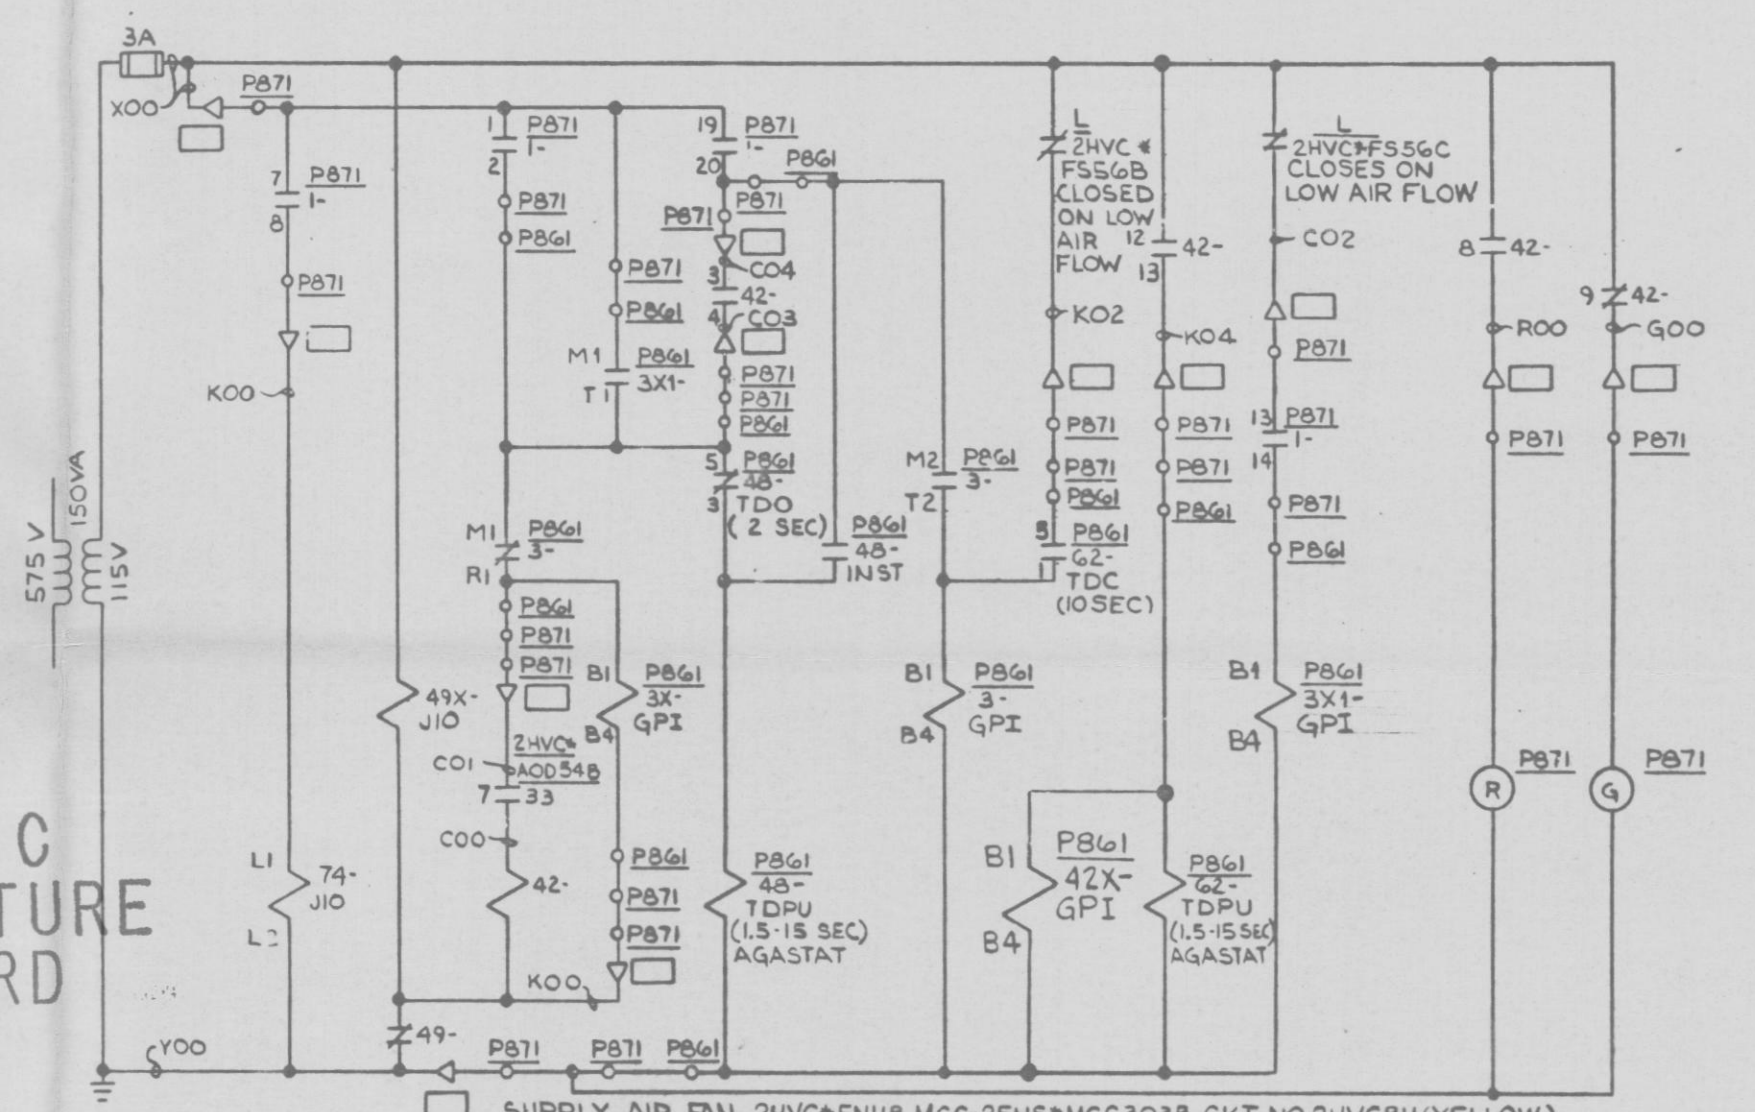 3A
X00
P871
7
P871
1-
8
P871
K00
575 V
150VA
115V
C
TURE
RD
Y00
L1
74-
J10
49X-
J10
49-
1
P871
1-
2
P871
P861
P871
P861
M1
P861
3X1-
T1
M1
P861
3-
R1
P861
P871
P871
B1
P861
3X-
GPI
B4
2HVC*
AOD54B
C01
7
33
C00
42-
P861
P871
P871
K00
P871
P871
P861
19
P871
1-
20
P861
P871
P871
C04
3
42-
4
C03
P871
P871
P861
5
P861
48-
3
TDO
(2 SEC)
P861
48-
INST
P861
48-
TDPU
(1.5-15 SEC)
AGASTAT
M2
P861
3-
T2
B1
P861
3-
GPI
B4
L
2HVC*
FS56B
CLOSED
ON LOW
AIR
FLOW
K02
P871
P871
P861
5
P861
62-
1
TDC
(10SEC)
B1
P861
42X-
GPI
B4
12
42-
13
K04
P871
P871
P861
P861
62-
TDPU
(1.5-15SEC)
AGASTAT
L
2HVC*FS56C
CLOSES ON
LOW AIR FLOW
C02
P871
13
P871
1-
14
P871
P861
B1
P861
3X1-
GPI
B4
8
42-
R00
P871
R
P871
9
42-
G00
P871
G
P871
SUPPLY AIR FAN